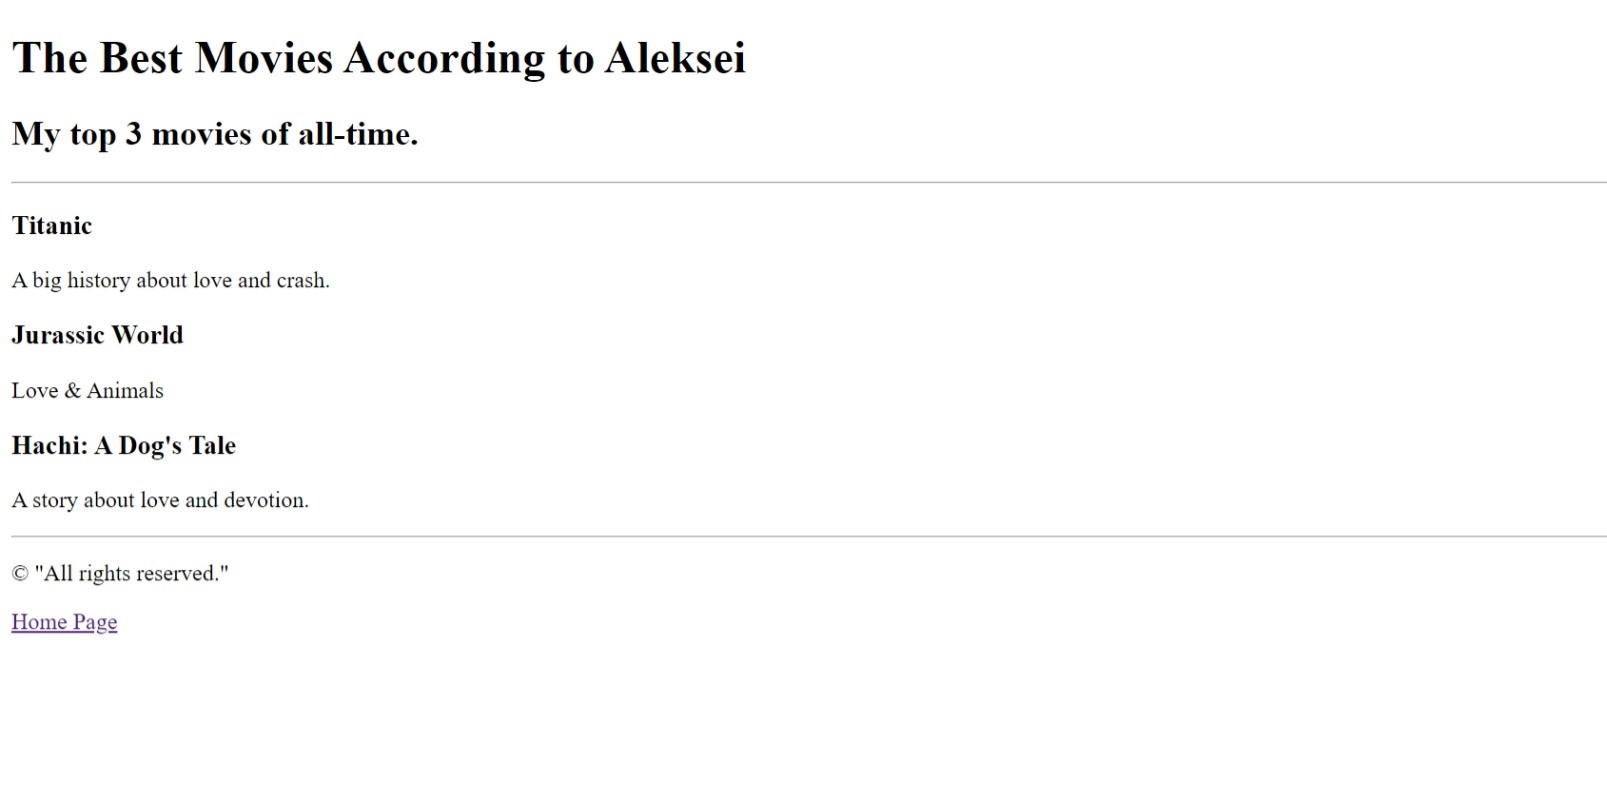 The Best Movies According to Aleksei
My top 3 movies of all-time.
Titanic
A big history about love and crash.
Jurassic World
Love & Animals
Hachi: A Dog's Tale
A story about love and devotion.
© "All rights reserved."
Home Page